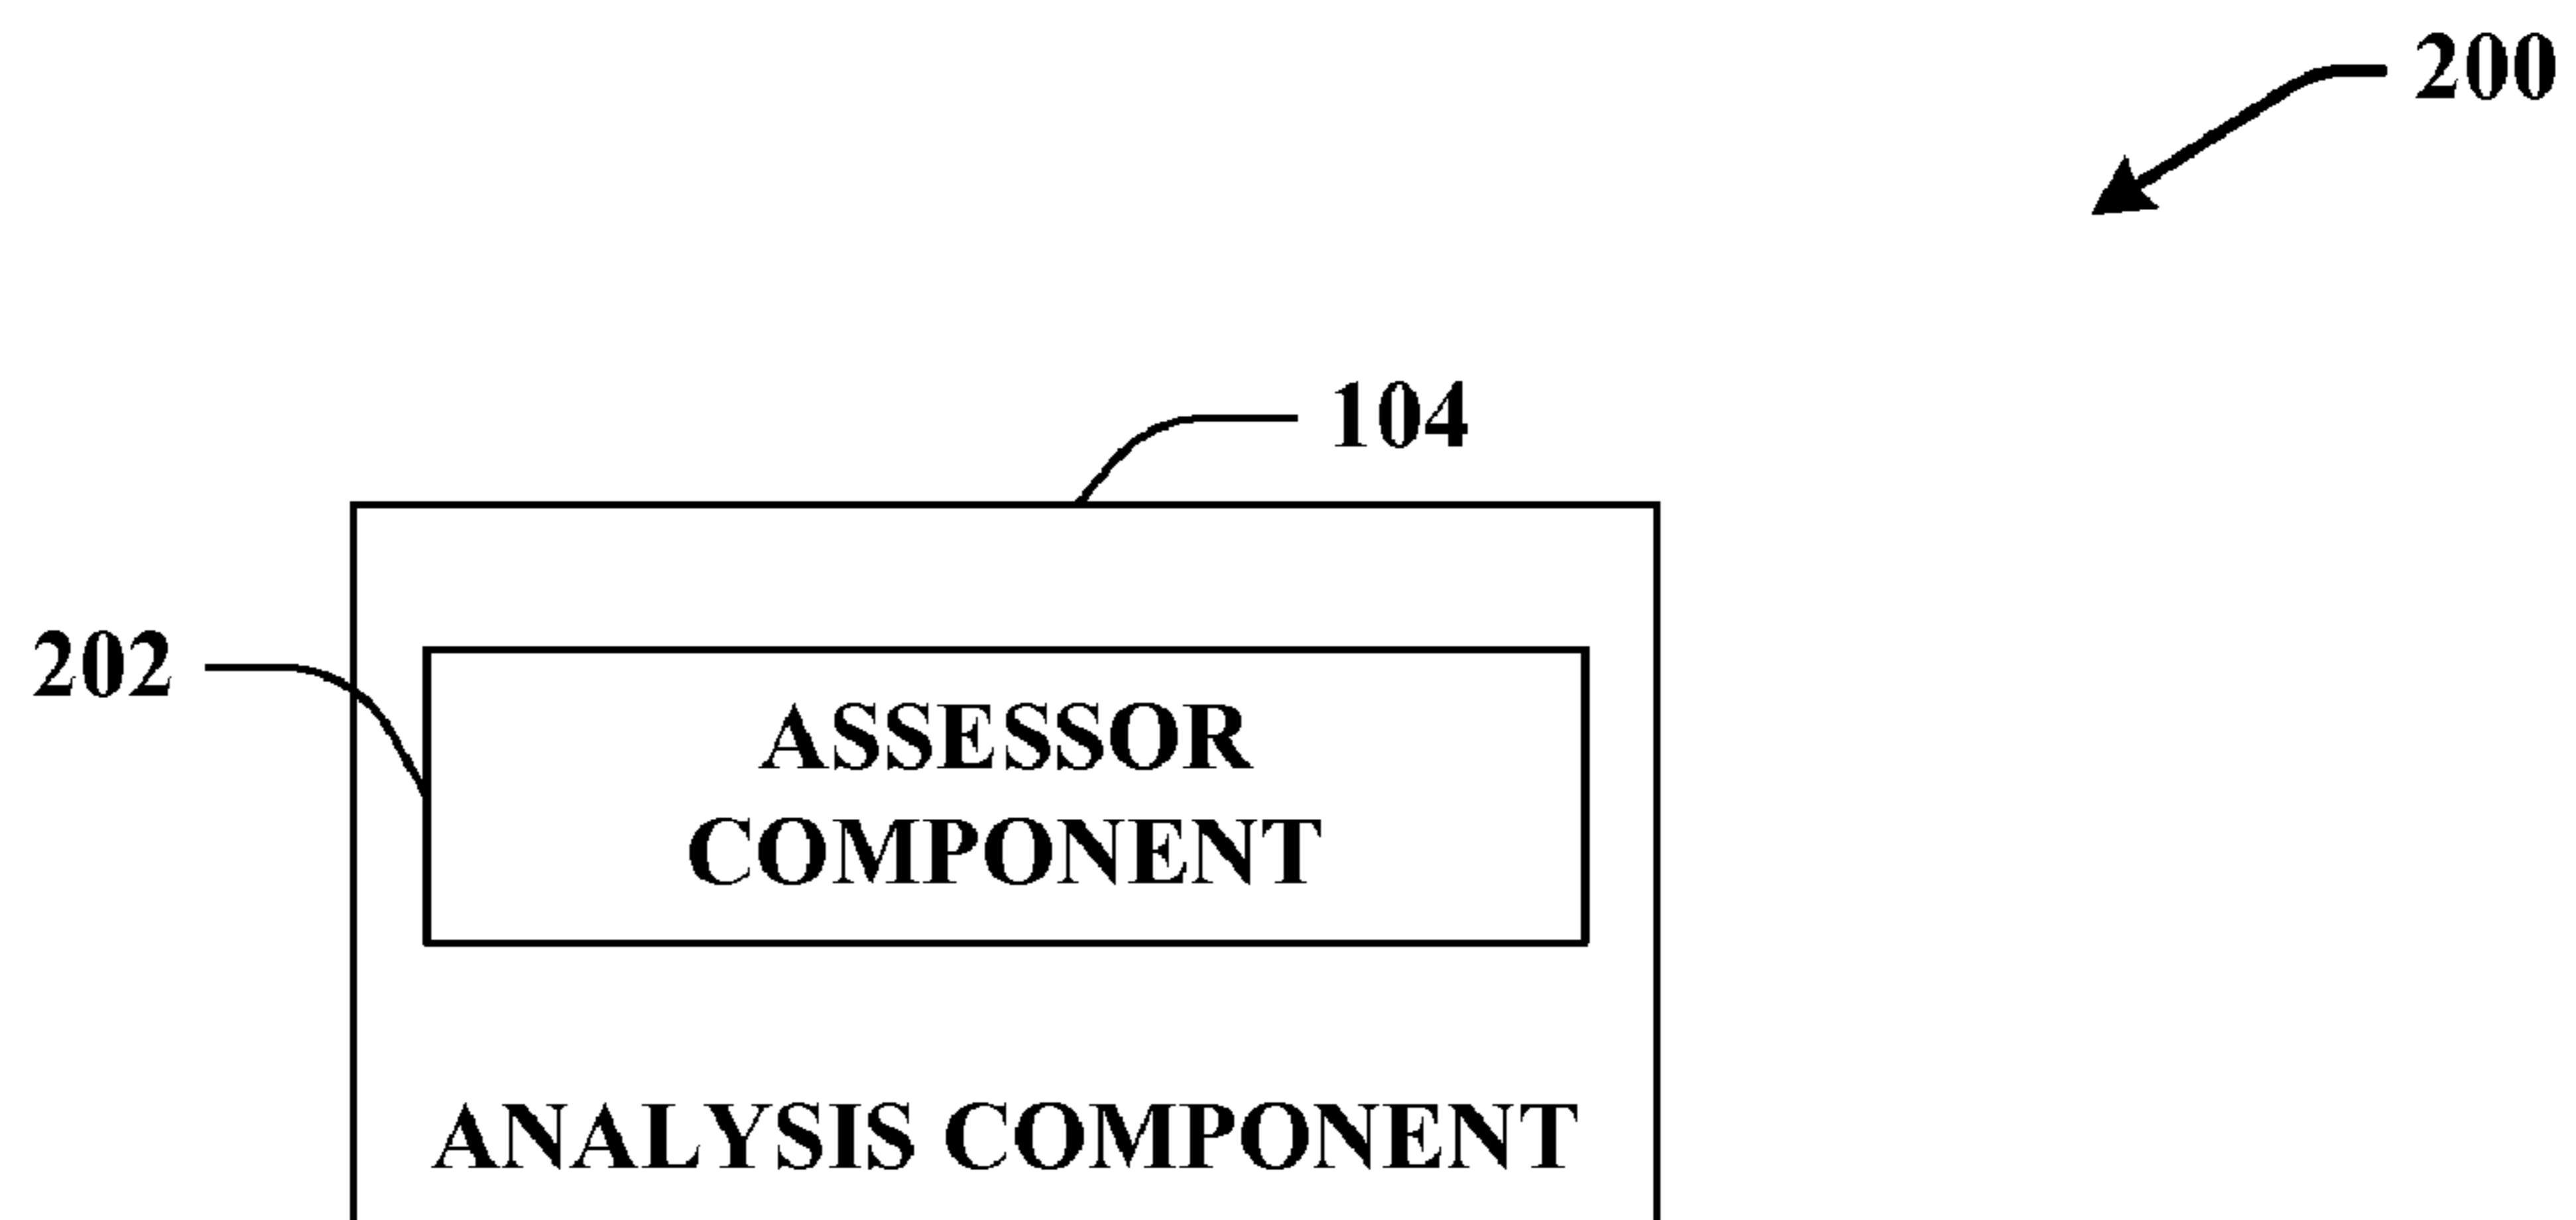 200
104
202
ASSESSOR
COMPONENT
ANALYSIS COMPONENT